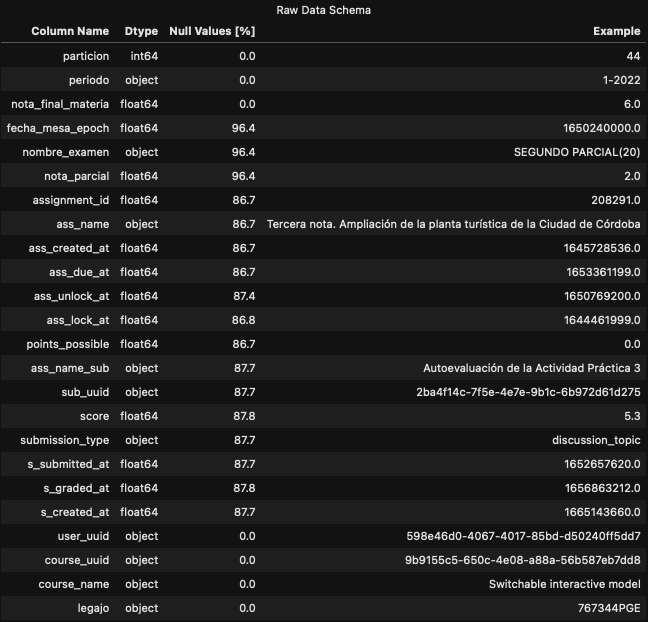 Raw Data Schema
Column Name Dtype Null Values [%] Example
particion int64 0.0 44
periodo object 0.0 1-2022
nota_final_materia float64 0.0 6.0
fecha_mesa_epoch float64 96.4 1650240000.0
nombre_examen object 96.4 SEGUNDO PARCIAL(20)
nota_parcial float64 96.4 2.0
assignment_id float64 86.7 208291.0
ass_name object 86.7 Tercera nota. Ampliación de la planta turística de la Ciudad de Córdoba
ass_created_at float64 86.7 1645728536.0
ass_due_at float64 86.7 1653361199.0
ass_unlock_at float64 87.4 1650769200.0
ass_lock_at float64 86.8 1644461999.0
points_possible float64 86.7 0.0
ass_name_sub object 87.7 Autoevaluación de la Actividad Práctica 3
sub_uuid object 87.7 2ba4f14c-7f5e-4e7e-9b1c-6b972d61d275
score float64 87.8 5.3
submission_type object 87.7 discussion_topic
s_submitted_at float64 87.7 1652657620.0
s_graded_at float64 87.8 1656863212.0
s_created_at float64 87.7 1665143660.0
user_uuid object 0.0 598e46d0-4067-4017-85bd-d50240ff5dd7
course_uuid object 0.0 9b9155c5-650c-4e08-a88a-56b587eb7dd8
course_name object 0.0 Switchable interactive model
legajo object 0.0 767344PGE